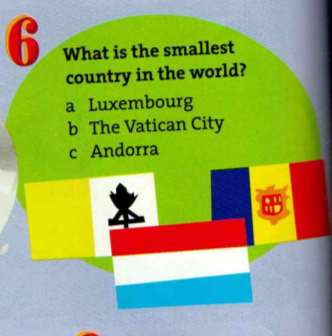 6
What is the smallest
country in the world?
a Luxembourg
b The Vatican City
c Andorra